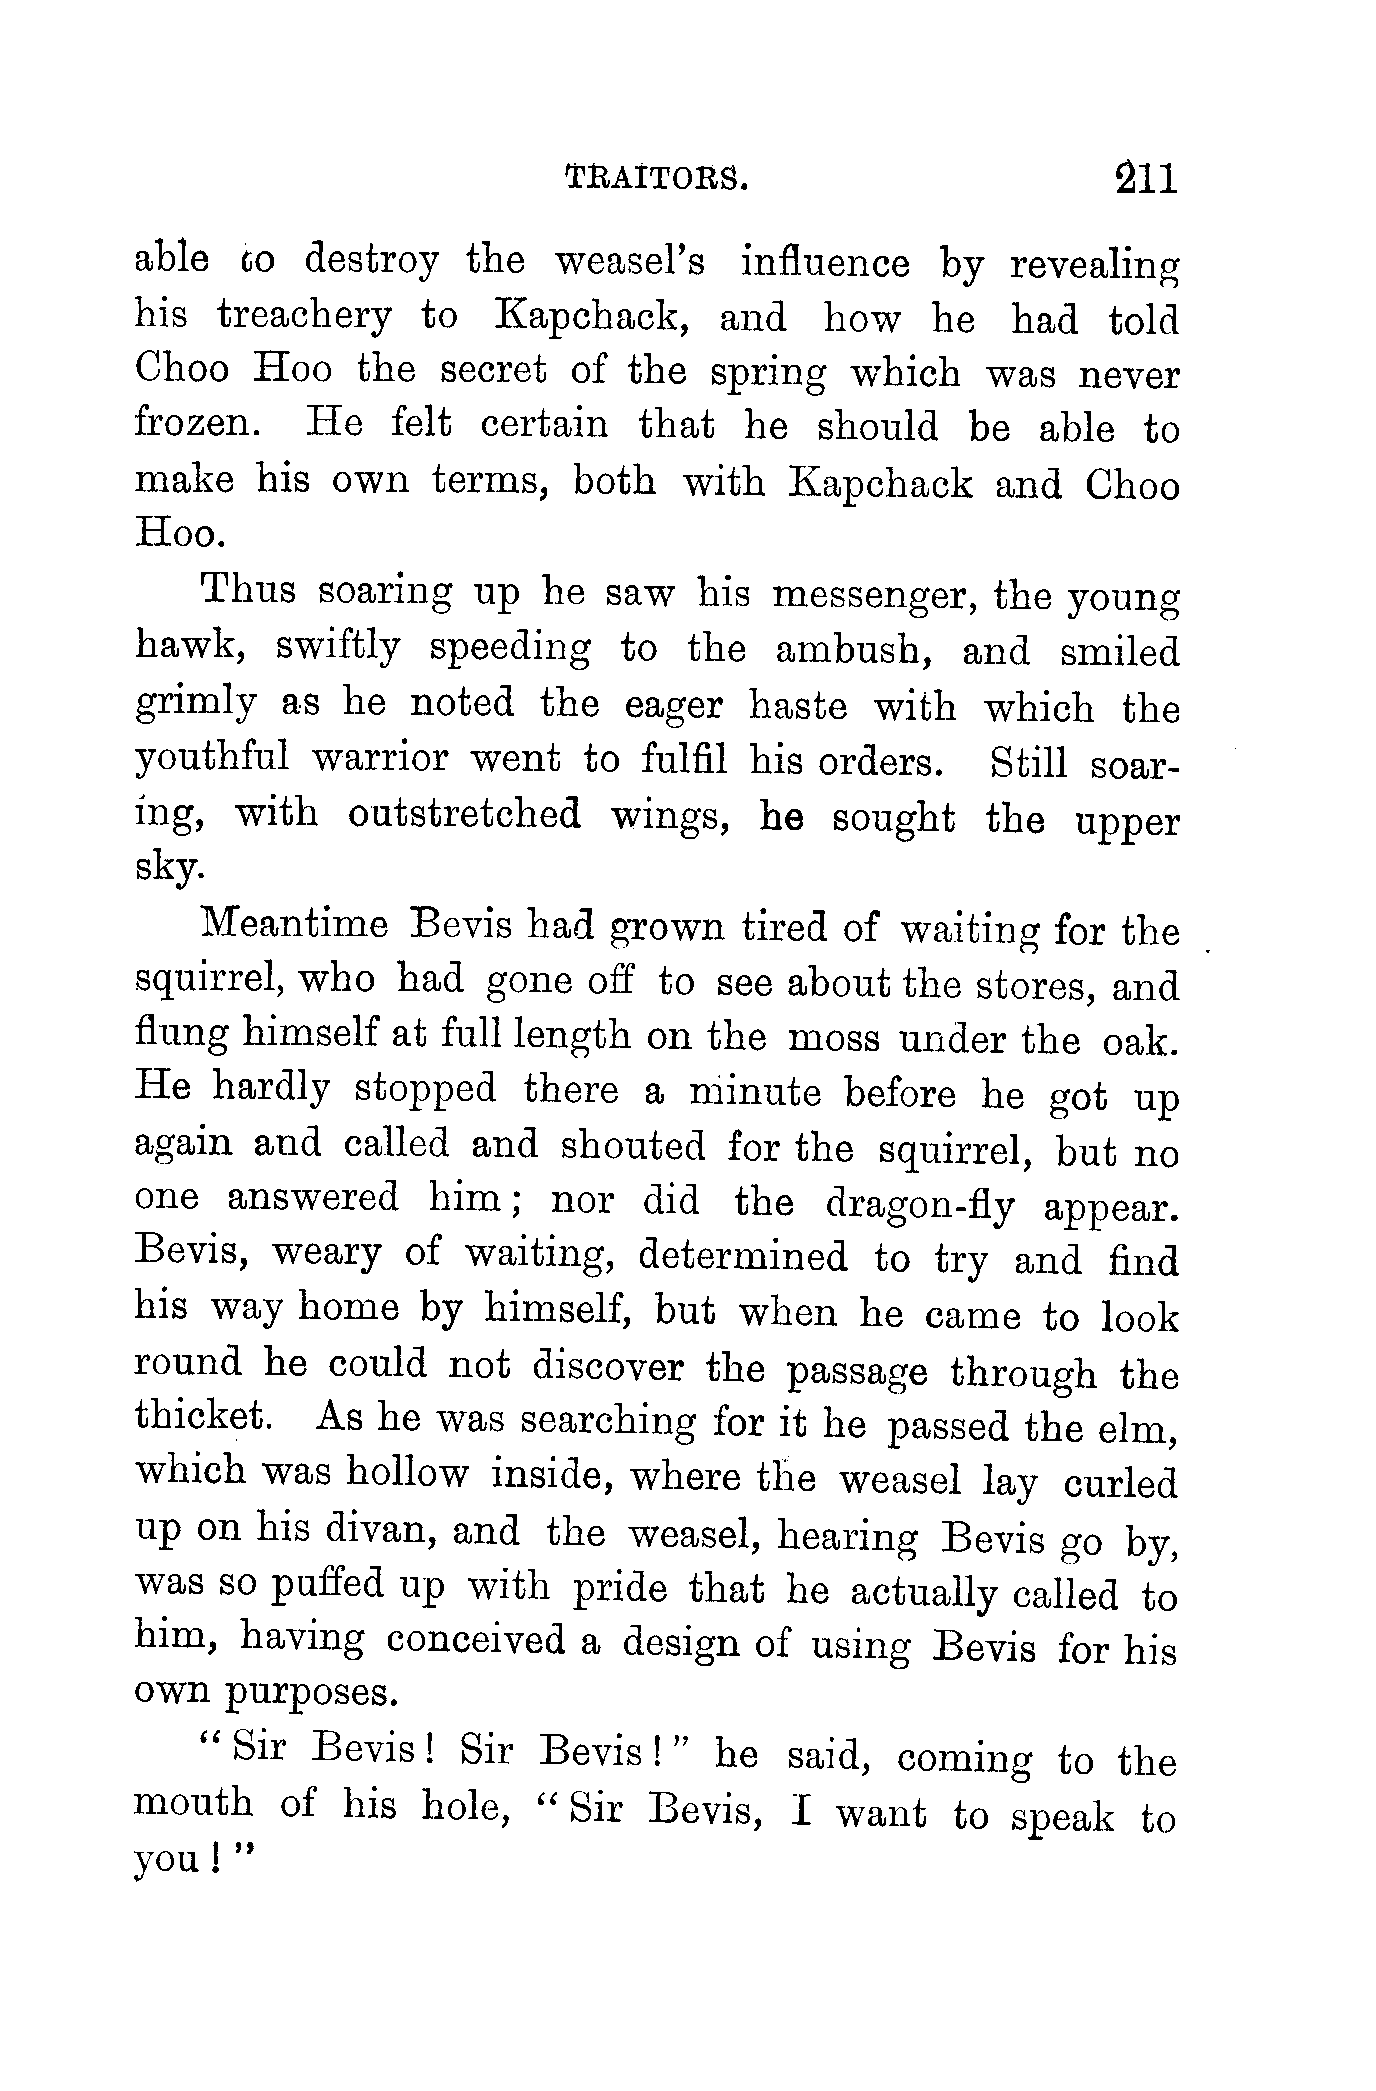 TRAITORS. 211
able to destroy the weasel's influence by revealing
his treachery to Kapchack, and how he had told
Choo Hoo the secret of the spring which was never
frozen. He felt certain that he should be able to
make his own terms, both with Kapchack and Choo
Hoo.
Thus soaring up he saw his messenger, the young
hawk, swiftly speeding to the ambush, and smiled
grimly as he noted the eager haste with which the
youthful warrior went to fulfil his orders. Still soar-
ing, with outstretched wings, he sought the upper
sky.
Meantime Bevis had grown tired of waiting for the
squirrel, who had gone off to see about the stores, and
flung himself at full length on the moss under the oak.
He hardly stopped there a minute before he got up
again and called and shouted for the squirrel, but no
one answered him; nor did the dragon-fly appear.
Bevis, weary of waiting, determined to try and find
his way home by himself, but when he came to look
round he could not discover the passage through the
thicket. As he was searching for it he passed the elm,
which was hollow inside, where the weasel lay curled
up on his divan, and the weasel, hearing Bevis go by,
was so puffed up with pride that he actually called to
him, having conceived a design of using Bevis for his
own purposes.
“Sir Bevis! Sir Bevis!” he said, coming to the
mouth of his hole, “Sir Bevis, I want to speak to
you!”